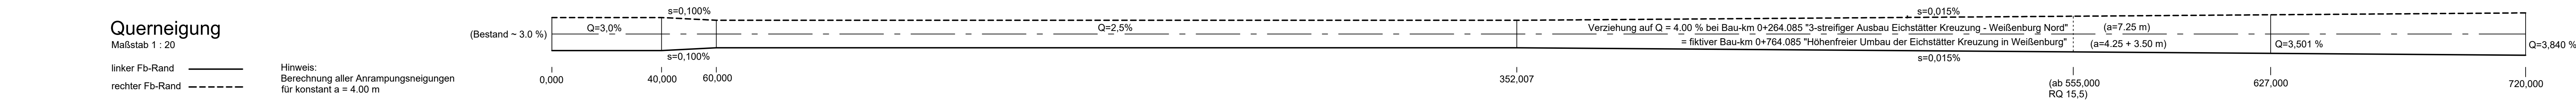 Querneigung
Maßstab 1 : 20
linker Fb-Rand
rechter Fb-Rand
Hinweis:
Berechnung aller Anrampungsneigungen
für konstant a = 4.00 m
(Bestand ~ 3.0 %)
Q=3,0%
s=0,100%
s=0,100%
Q=2,5%
s=0,015%
Verziehung auf Q = 4.00 % bei Bau-km 0+264.085 "3-streifiger Ausbau Eichstätter Kreuzung - Weißenburg Nord"
= fiktiver Bau-km 0+764.085 "Höhenfreier Umbau der Eichstätter Kreuzung in Weißenburg"
s=0,015%
(a=7.25 m)
(a=4.25 + 3.50 m)
Q=3,501 %
Q=3,840 %
0,000
40,000
60,000
352,007
(ab 555,000
RQ 15,5)
627,000
720,000